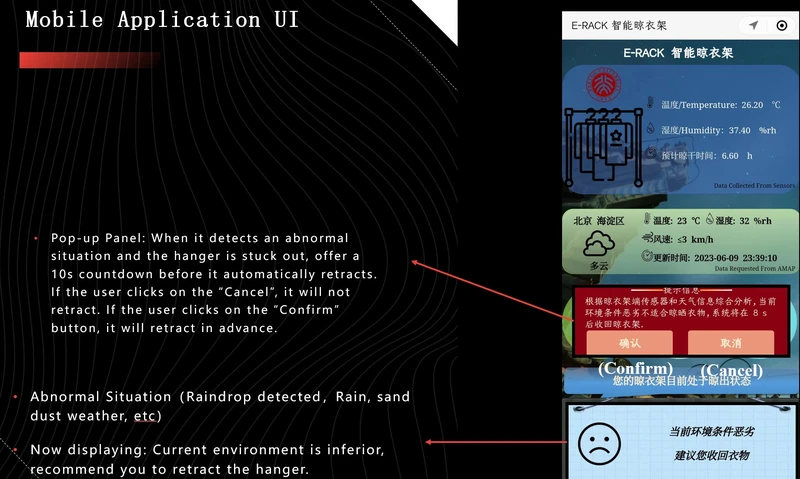 Mobile Application UI
Pop-up Panel: When it detects an abnormal
situation and the hanger is stuck out, offer a
10s countdown before it automatically retracts.
If the user clicks on the “Cancel”, it will not
retract. If the user clicks on the “Confirm”
button, it will retract in advance.
Abnormal Situation (Raindrop detected, Rain, sand
dust weather, etc)
Now displaying: Current environment is inferior,
recommend you to retract the hanger.
E-RACK 智能晾衣架
E-RACK 智能晾衣架
温度/Temperature: 26.20 ℃
湿度/Humidity: 37.40 %rh
预计晾干时间: 6.60 h
Data Collected From Sensors
北京 海淀区
多云
温度: 23 ℃ 湿度: 32 %rh
风速: ≤3 km/h
更新时间: 2023-06-09 23:39:10
Data Requested From AMAP
提示信息
根据晾衣架端传感器和天气信息综合分析,当前
环境条件恶劣不适合晾晒衣物,系统将在 8 s
后收回晾衣架.
确认 取消
(Confirm) (Cancel)
您的晾衣架目前处于晾出状态
当前环境条件恶劣
建议您收回衣物